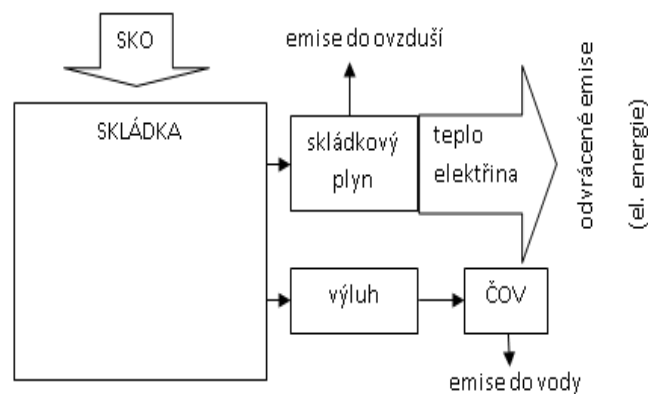 SKO
emise do ovzduší
SKLÁDKA
skládkový
plyn
teplo
elektřina
odvrácené emise
(el. energie)
výluh
ČOV
emise do vody